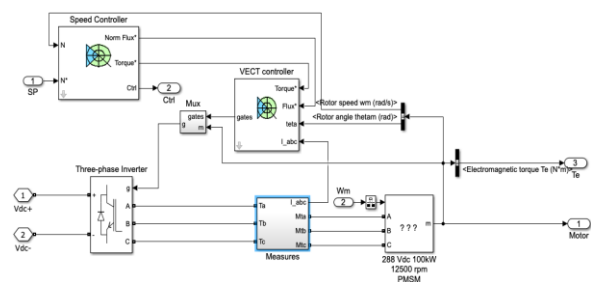 Speed Controller
N
Norm Flux*
Torque*
N*
Ctrl
1
SP
2
Ctrl
VECT controller
Torque*
Flux*
gates
teta
I_abc
Mux
gates
g
m
<Rotor speed wm (rad/s)>
<Rotor angle thetam (rad)>
3
Te
<Electromagnetic torque Te (N*m)>
Three-phase Inverter
g
+
A
B
-
C
1
Vdc+
2
Vdc-
I_abc
Ta
Mta
Tb
Mtb
Tc
Mtc
Measures
Wm
2
A
B
C
m
? ? ?
288 Vdc 100kW
12500 rpm
PMSM
1
Motor